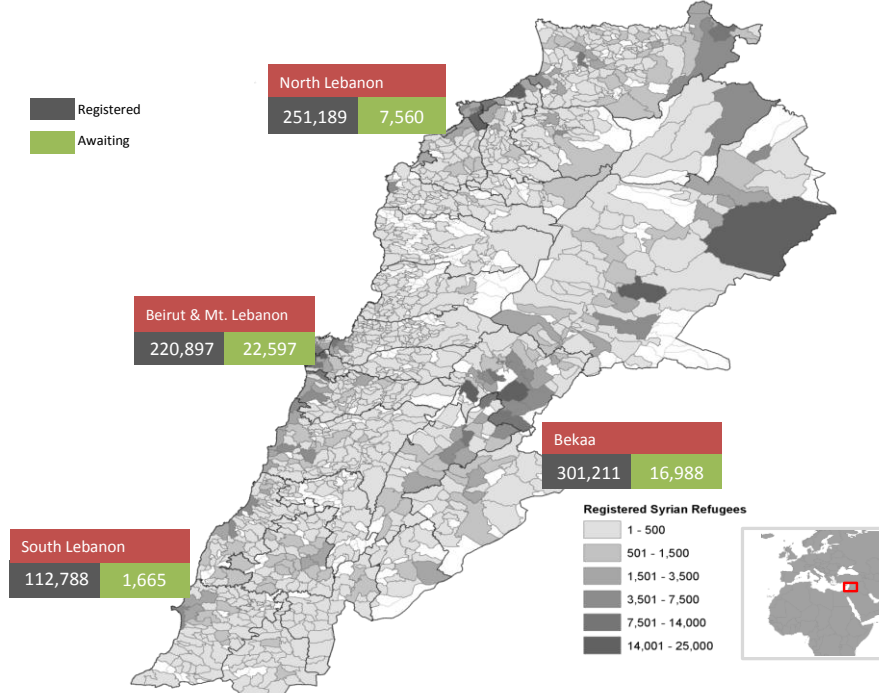 North Lebanon
251,189 7,560
Registered
Awaiting
Beirut & Mt. Lebanon
220,897 22,597
Bekaa
301,211 16,988
South Lebanon
112,788 1,665
Registered Syrian Refugees
1 - 500
501 - 1,500
1,501 - 3,500
3,501 - 7,500
7,501 - 14,000
14,001 - 25,000